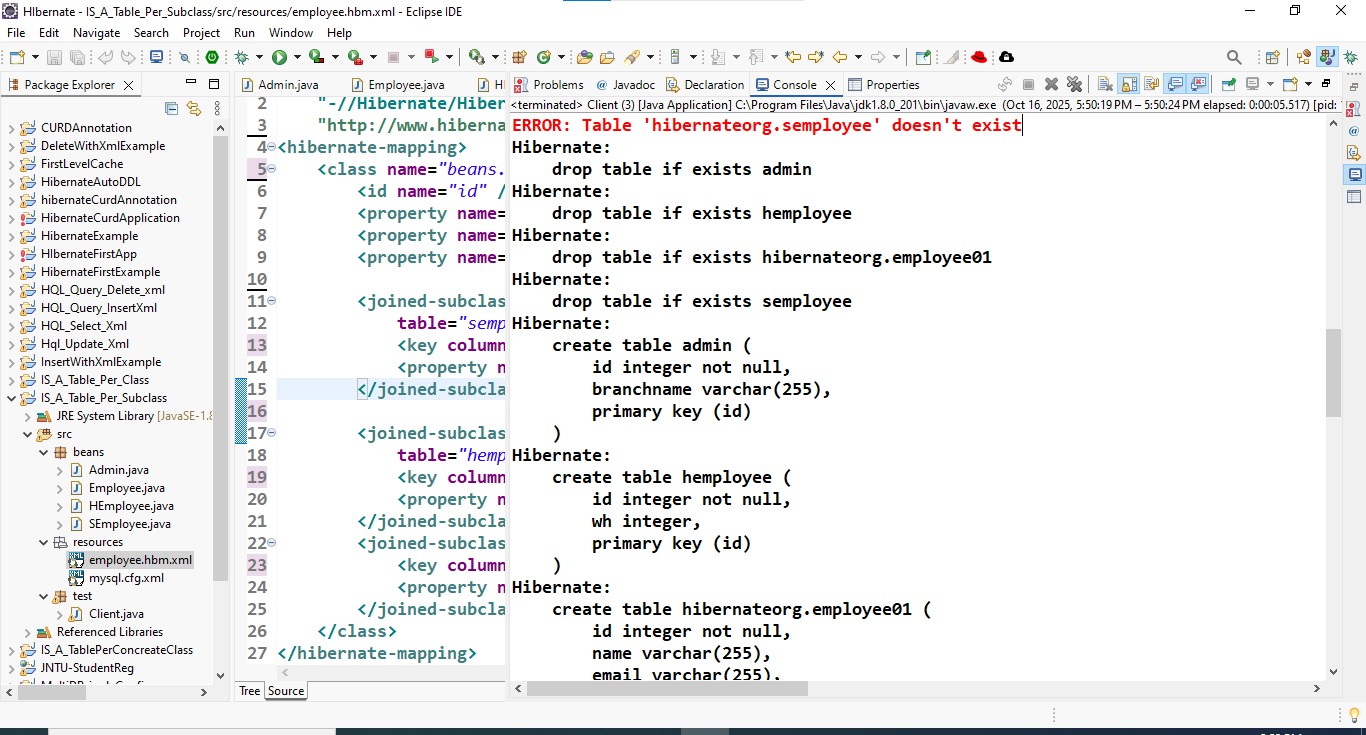 HIbernate - IS_A_Table_Per_Subclass/src/resources/employee.hbm.xml - Eclipse IDE
File Edit Navigate Search Project Run Window Help
Package Explorer
CURDAnnotation
DeleteWithXmlExample
FirstLevelCache
HibernateAutoDDL
hibernateCurdAnnotation
HibernateCurdApplication
HibernateExample
HIbernateFirstApp
HibernateFirstExample
HQL_Query_Delete_xml
HQL_Query_InsertXml
HQL_Select_Xml
Hql_Update_Xml
InsertWithXmlExample
IS_A_Table_Per_Class
IS_A_Table_Per_Subclass
JRE System Library [JavaSE-1.8
src
beans
Admin.java
Employee.java
HEmployee.java
SEmployee.java
resources
employee.hbm.xml
mysql.cfg.xml
test
Client.java
Referenced Libraries
IS_A_TablePerConcreateClass
JNTU-StudentReg
Admin.java Employee.java H
2 "-//Hibernate/Hiber
3 "http://www.hiberna
4 <hibernate-mapping>
5 <class name="beans.
6 <id name="id" /
7 <property name=
8 <property name=
9 <property name=
10
11 <joined-subclas
12 table="semp
13 <key column
14 <property n
15 </joined-subcla
16
17 <joined-subclas
18 table="hemp
19 <key column
20 <property n
21 </joined-subcla
22 <joined-subclas
23 <key column
24 <property n
25 </joined-subcla
26 </class>
27 </hibernate-mapping>
Tree Source
Problems Javadoc Declaration Console Properties
<terminated> Client (3) [Java Application] C:\Program Files\Java\jdk1.8.0_201\bin\javaw.exe (Oct 16, 2025, 5:50:19 PM – 5:50:24 PM elapsed: 0:00:05.517) [pid:
ERROR: Table 'hibernateorg.semployee' doesn't exist
Hibernate:
drop table if exists admin
Hibernate:
drop table if exists hemployee
Hibernate:
drop table if exists hibernateorg.employee01
Hibernate:
drop table if exists semployee
Hibernate:
create table admin (
id integer not null,
branchname varchar(255),
primary key (id)
)
Hibernate:
create table hemployee (
id integer not null,
wh integer,
primary key (id)
)
Hibernate:
create table hibernateorg.employee01 (
id integer not null,
name varchar(255),
email varchar(255),